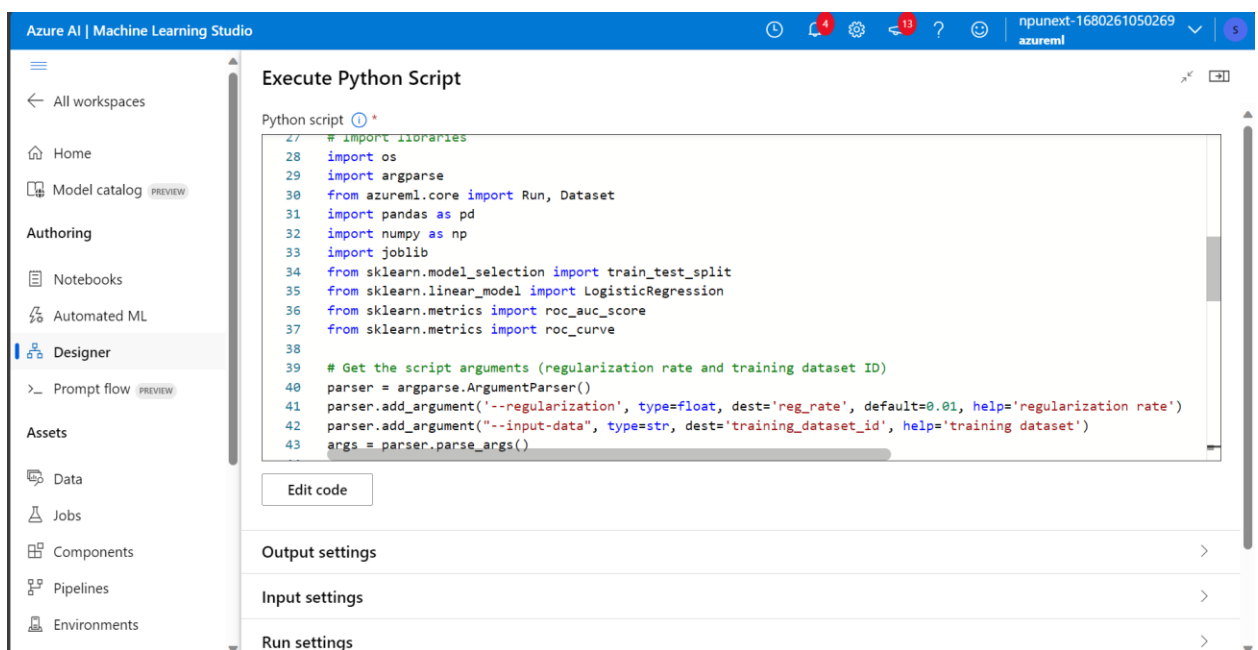 Azure AI | Machine Learning Studio
4
13
?
npunext-1680261050269
azureml
S
All workspaces
Home
Model catalog PREVIEW
Authoring
Notebooks
Automated ML
Designer
Prompt flow PREVIEW
Assets
Data
Jobs
Components
Pipelines
Environments
Execute Python Script
Python script *
27 # Import libraries
28 import os
29 import argparse
30 from azureml.core import Run, Dataset
31 import pandas as pd
32 import numpy as np
33 import joblib
34 from sklearn.model_selection import train_test_split
35 from sklearn.linear_model import LogisticRegression
36 from sklearn.metrics import roc_auc_score
37 from sklearn.metrics import roc_curve
38
39 # Get the script arguments (regularization rate and training dataset ID)
40 parser = argparse.ArgumentParser()
41 parser.add_argument('--regularization', type=float, dest='reg_rate', default=0.01, help='regularization rate')
42 parser.add_argument("--input-data", type=str, dest='training_dataset_id', help='training dataset')
43 args = parser.parse_args()
Edit code
Output settings
Input settings
Run settings